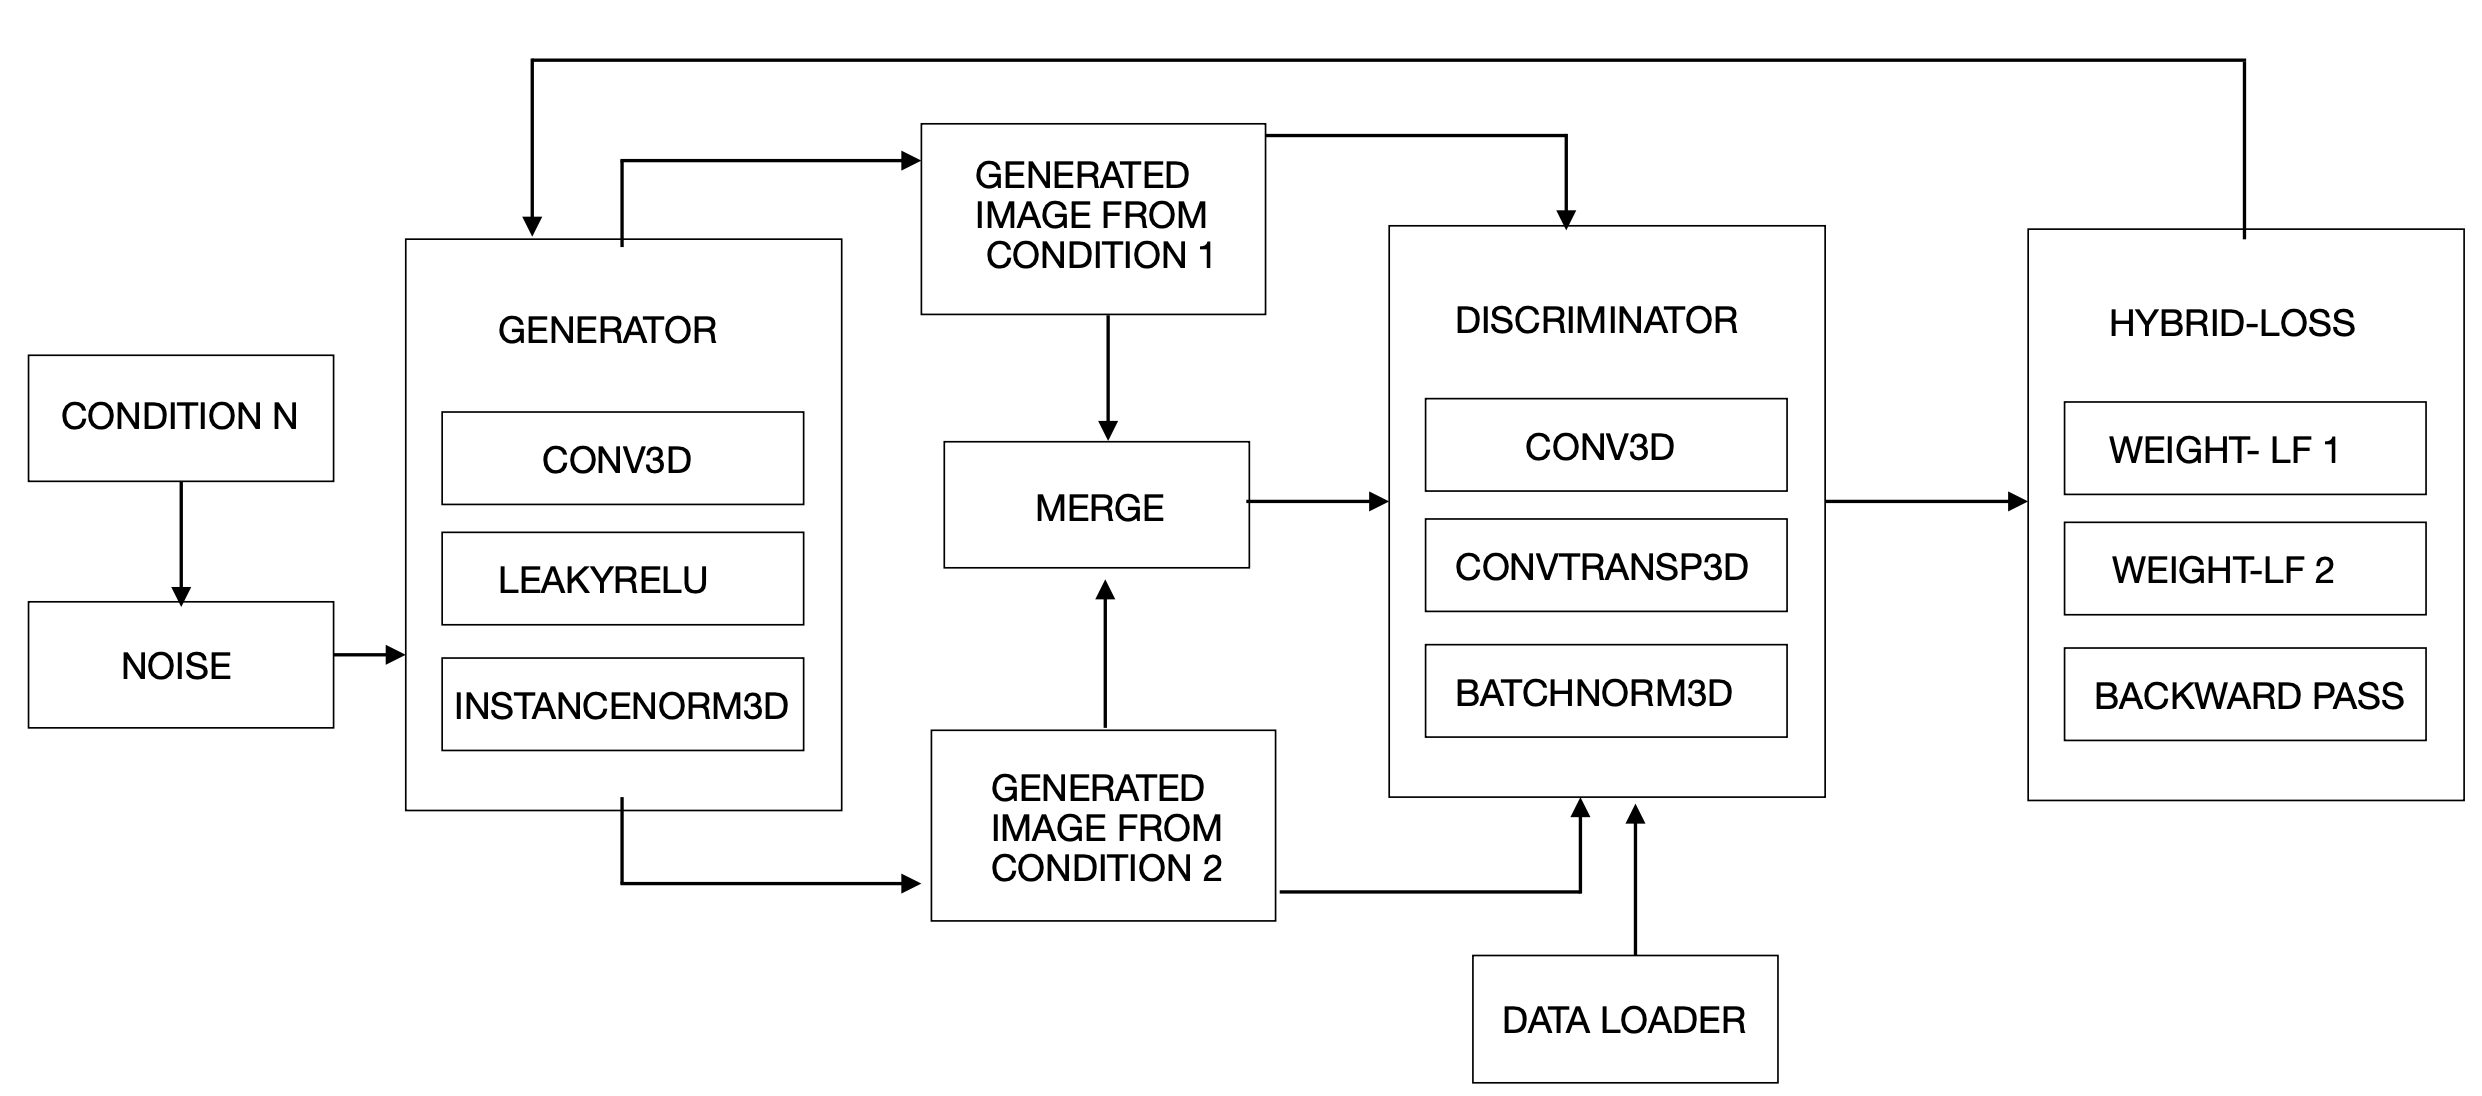 CONDITION N
NOISE
GENERATOR
CONV3D
LEAKYRELU
INSTANCENORM3D
GENERATED
IMAGE FROM
CONDITION 1
MERGE
GENERATED
IMAGE FROM
CONDITION 2
DISCRIMINATOR
CONV3D
CONVTRANSP3D
BATCHNORM3D
DATA LOADER
HYBRID-LOSS
WEIGHT- LF 1
WEIGHT-LF 2
BACKWARD PASS